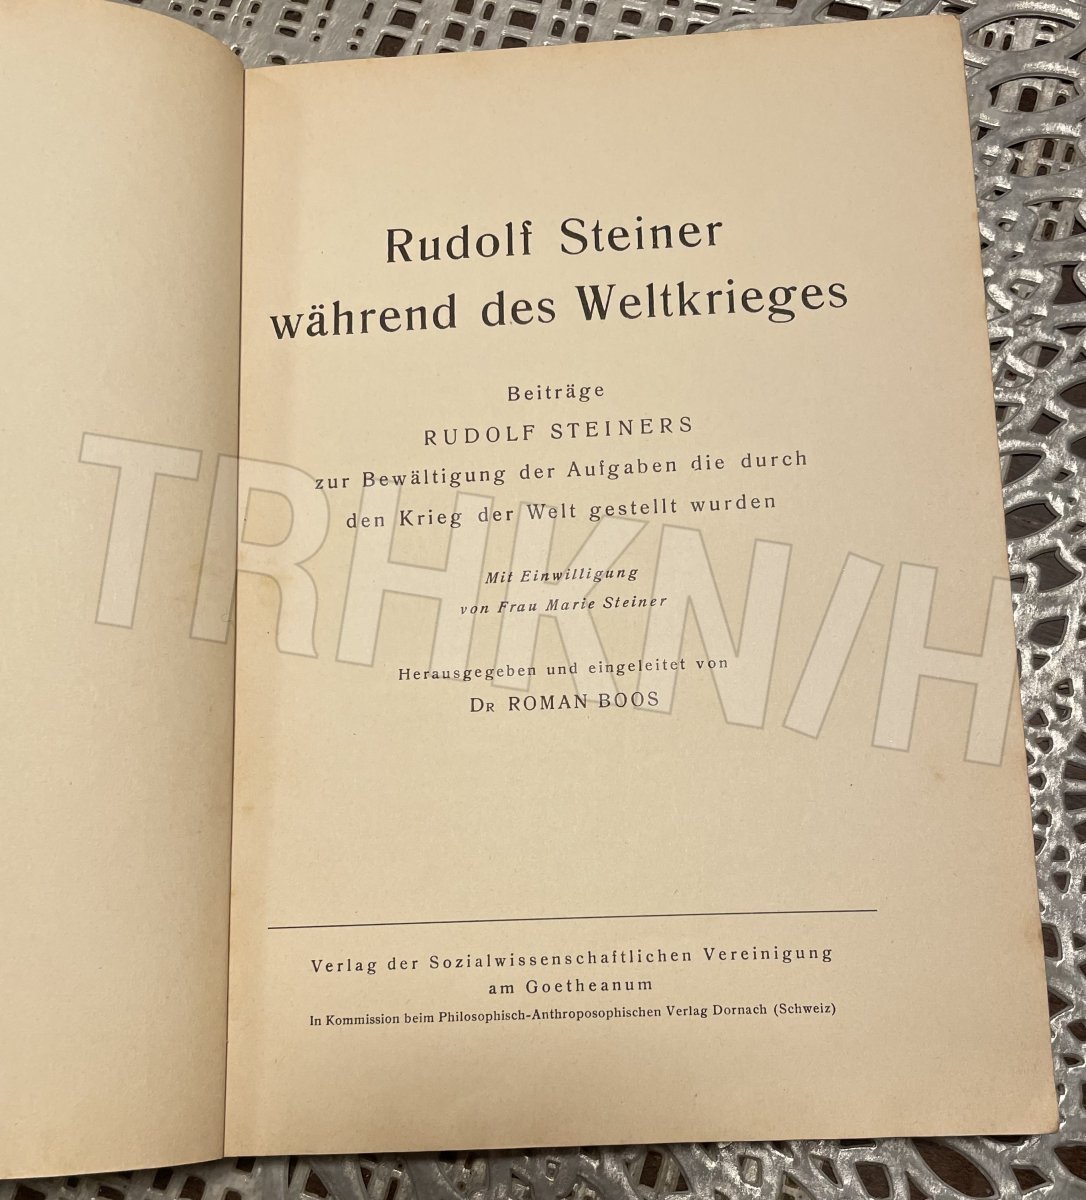 Rudolf Steiner
während des Weltkrieges
Beiträge
RUDOLF STEINERS
zur Bewältigung der Aufgaben die durch
den Krieg der Welt gestellt wurden
Mit Einwilligung
von Frau Marie Steiner
Herausgegeben und eingeleitet von
DR ROMAN BOOS
Verlag der Sozialwissenschaftlichen Vereinigung
am Goetheanum
In Kommission beim Philosophisch-Anthroposophischen Verlag Dornach (Schweiz)
TRHKN/H